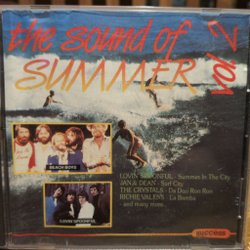 the sound of
SUMMER
vol 2
BEACH BOYS
LOVIN' SPOONFUL
LOVIN' SPOONFUL - Summer In The City
JAN & DEAN - Surf City
THE CRYSTALS - Da Doo Ron Ron
RICHIE VALENS - La Bamba
- and many more..
success